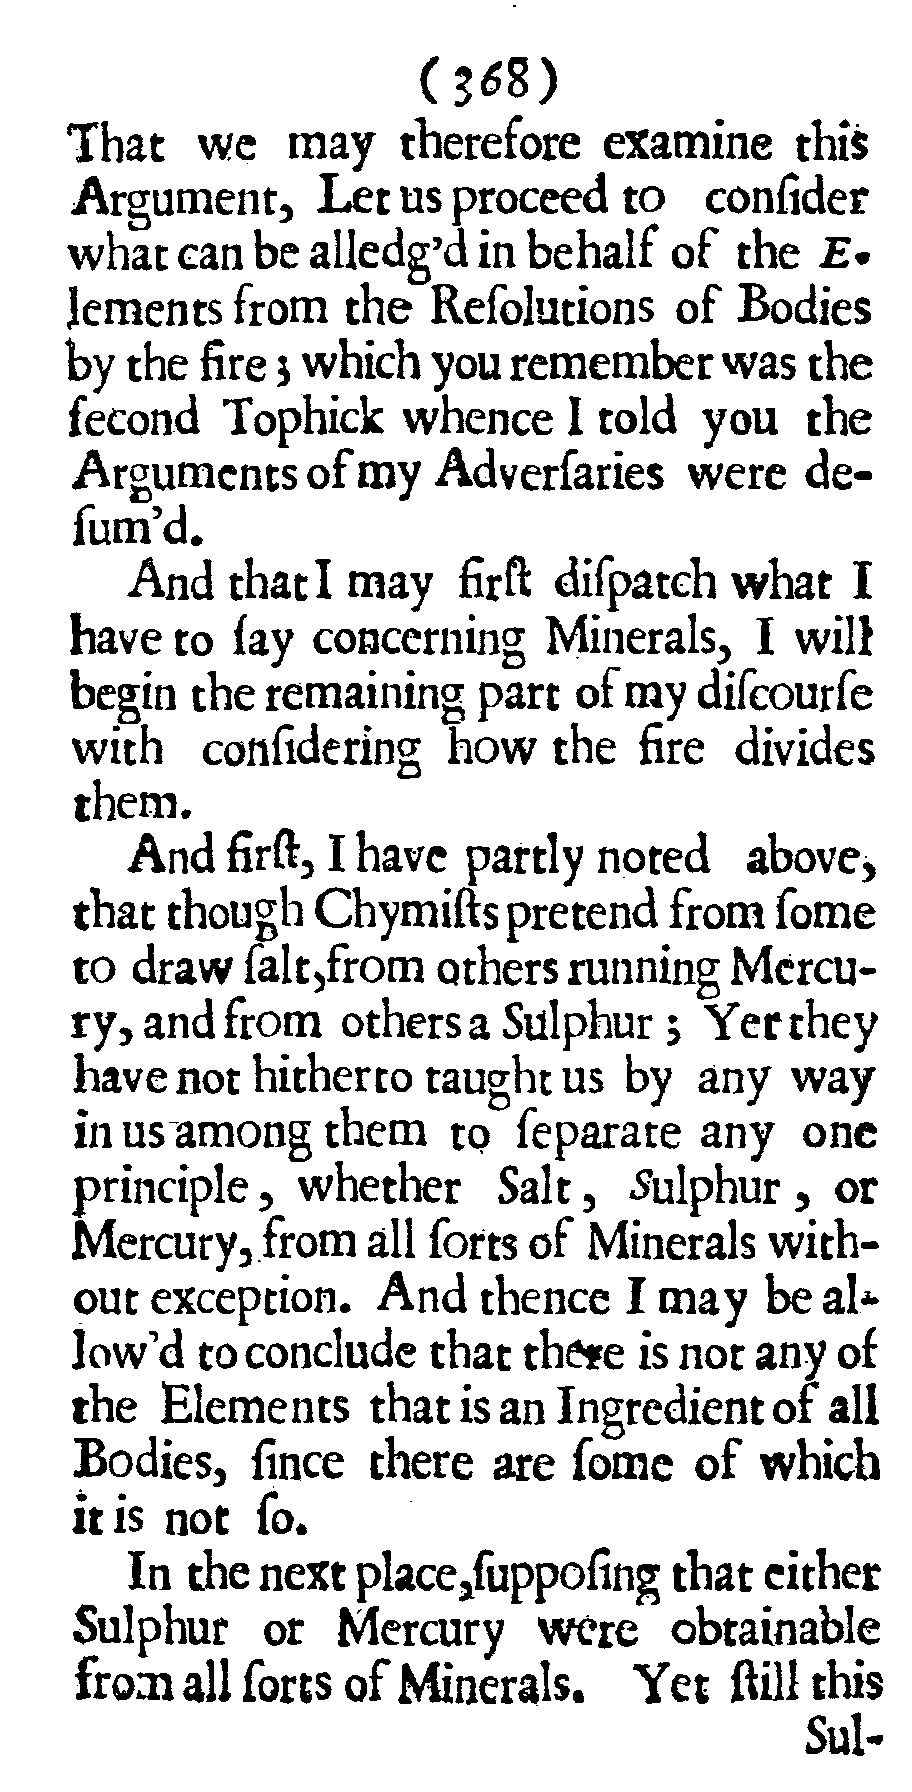 (368)
That we may therefore examine this
Argument, Let us proceed to conſider
what can be alledg'd in behalf of the E-
lements from the Reſolutions of Bodies
by the fire; which you remember was the
ſecond Tophick whence I told you the
Arguments of my Adverſaries were de-
ſum'd.
And that I may firſt diſpatch what I
have to ſay concerning Minerals, I will
begin the remaining part of my diſcourſe
with conſidering how the fire divides
them.
And firſt, I have partly noted above,
that though Chymiſts pretend from ſome
to draw ſalt,from others running Mercu-
ry, and from others a Sulphur; Yet they
have not hitherto taught us by any way
in us among them to ſeparate any one
principle, whether Salt, Sulphur, or
Mercury, from all ſorts of Minerals with-
out exception. And thence I may be al-
low'd to conclude that there is not any of
the Elements that is an Ingredient of all
Bodies, ſince there are ſome of which
it is not ſo.
In the next place,ſuppoſing that either
Sulphur or Mercury were obtainable
from all ſorts of Minerals. Yet ſtill this
Sul-